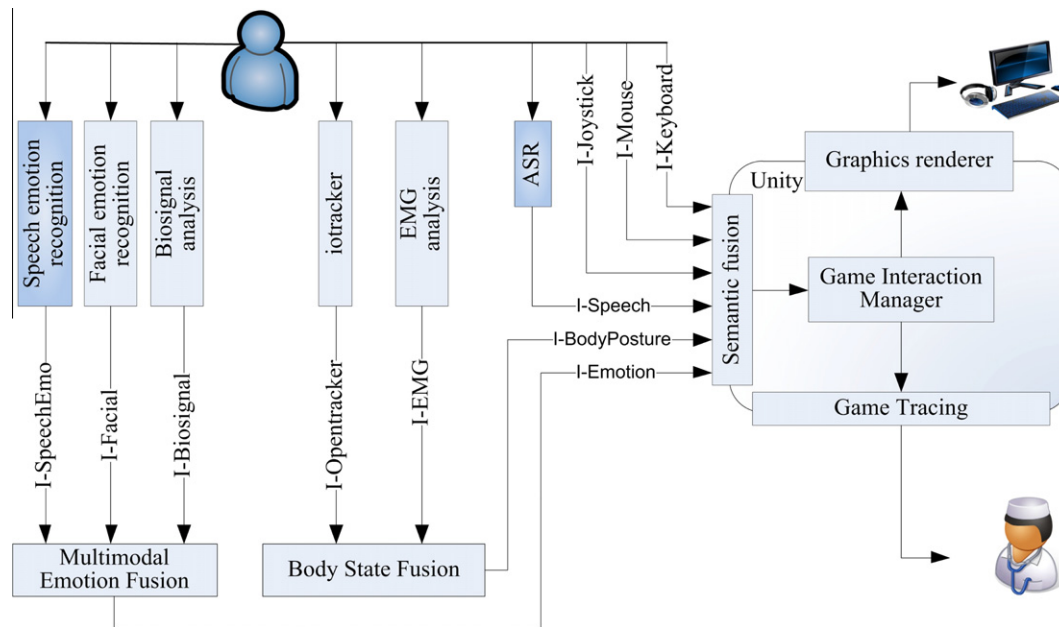 Speech emotion
recognition
Facial emotion
recognition
Biosignal
analysis
iotracker
EMG
analysis
ASR
I-Joystick
I-Mouse
I-Keyboard
Graphics renderer
Unity
Semantic fusion
Game Interaction
Manager
Game Tracing
I-Speech
I-BodyPosture
I-Emotion
I-SpeechEmo
I-Facial
I-Biosignal
I-Opentracker
I-EMG
Multimodal
Emotion Fusion
Body State Fusion